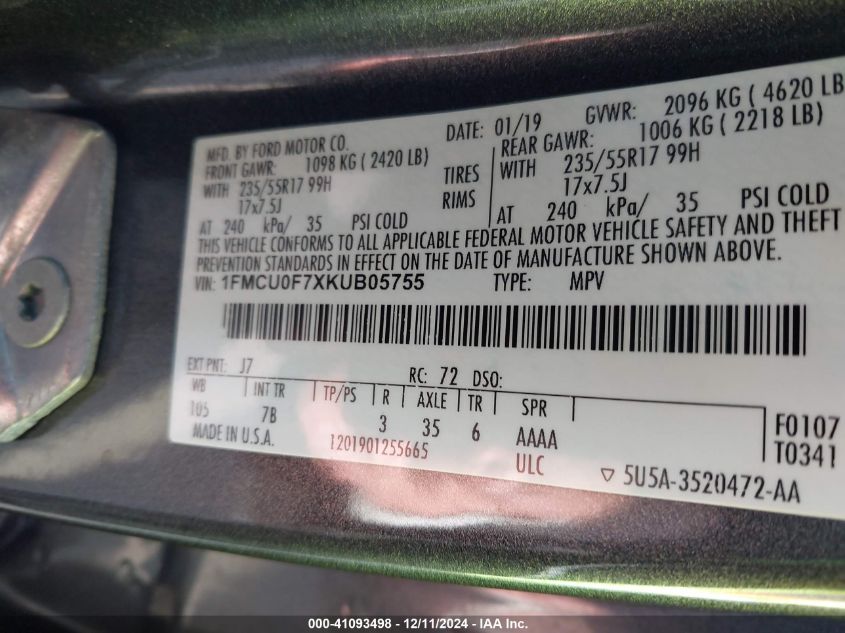 MFD. BY FORD MOTOR CO.
DATE: 01/19
GVWR: 2096 KG ( 4620 LB
FRONT GAWR: 1098 KG ( 2420 LB)
REAR GAWR: 1006 KG ( 2218 LB)
WITH 235/55R17 99H
TIRES
WITH 235/55R17 99H
17x7.5J
RIMS
17x7.5J
AT 240 kPa/ 35 PSI COLD
AT 240 kPa/ 35 PSI COLD
THIS VEHICLE CONFORMS TO ALL APPLICABLE FEDERAL MOTOR VEHICLE SAFETY AND THEFT
PREVENTION STANDARDS IN EFFECT ON THE DATE OF MANUFACTURE SHOWN ABOVE.
VIN: 1FMCU0F7XKUB05755
TYPE: MPV
EXT PNT: J7
RC: 72 DSO:
WB INT TR TP/PS R AXLE TR SPR
105 7B 3 35 6 AAAA
F0107
T0341
MADE IN U.S.A.
1201901255665
ULC
5U5A-3520472-AA
000-41093498 - 12/11/2024 - IAA Inc.